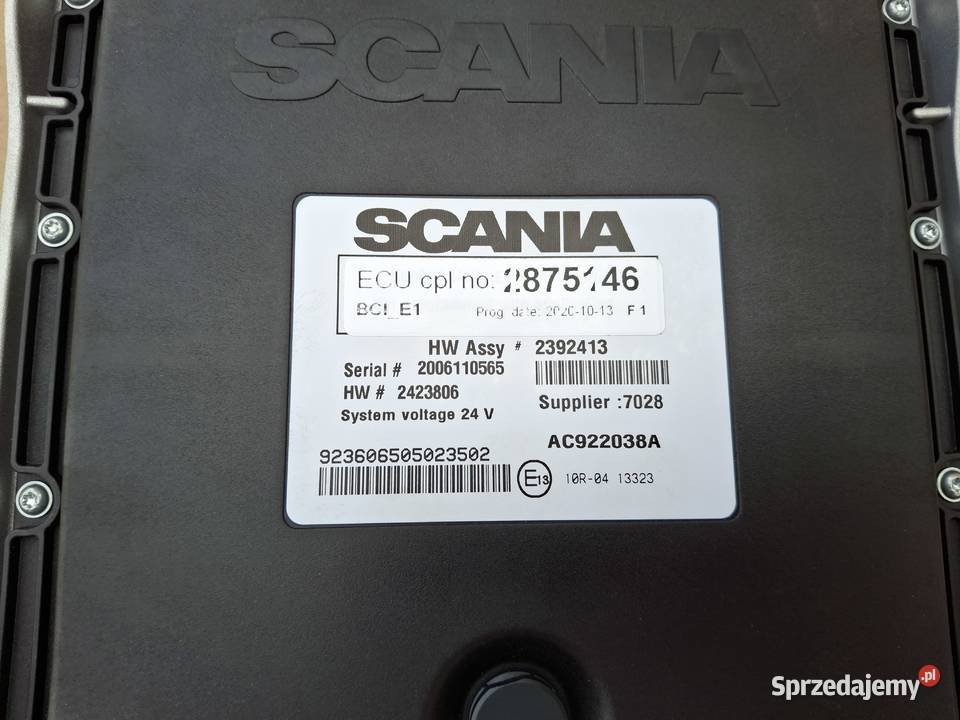 SCANIA
SCANIA
ECU cpl no: 2875146
BCI_E1 Prog date: 2020-10-13 F 1
HW Assy # 2392413
Serial # 2006110565
HW # 2423806
Supplier :7028
System voltage 24 V
AC922038A
923606505023502
E13 10R-04 13323
Sprzedajemy.pl